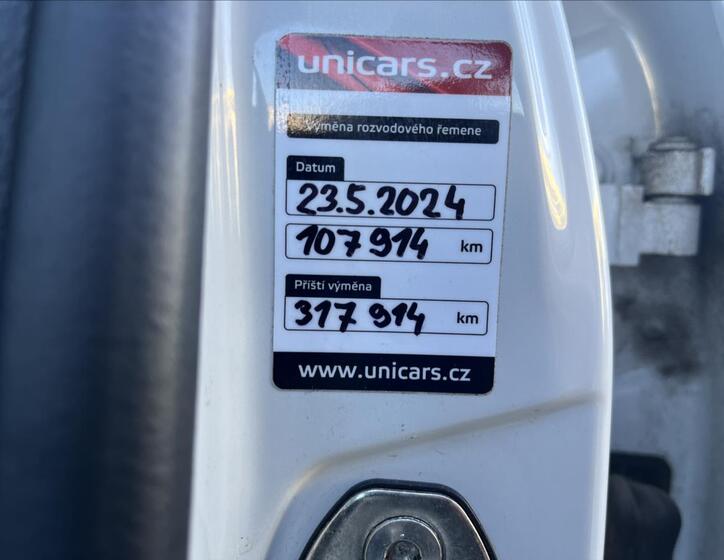 unicars.cz
Výměna rozvodového řemene
Datum
23.5.2024
107 914 km
Příští výměna
317 914 km
www.unicars.cz